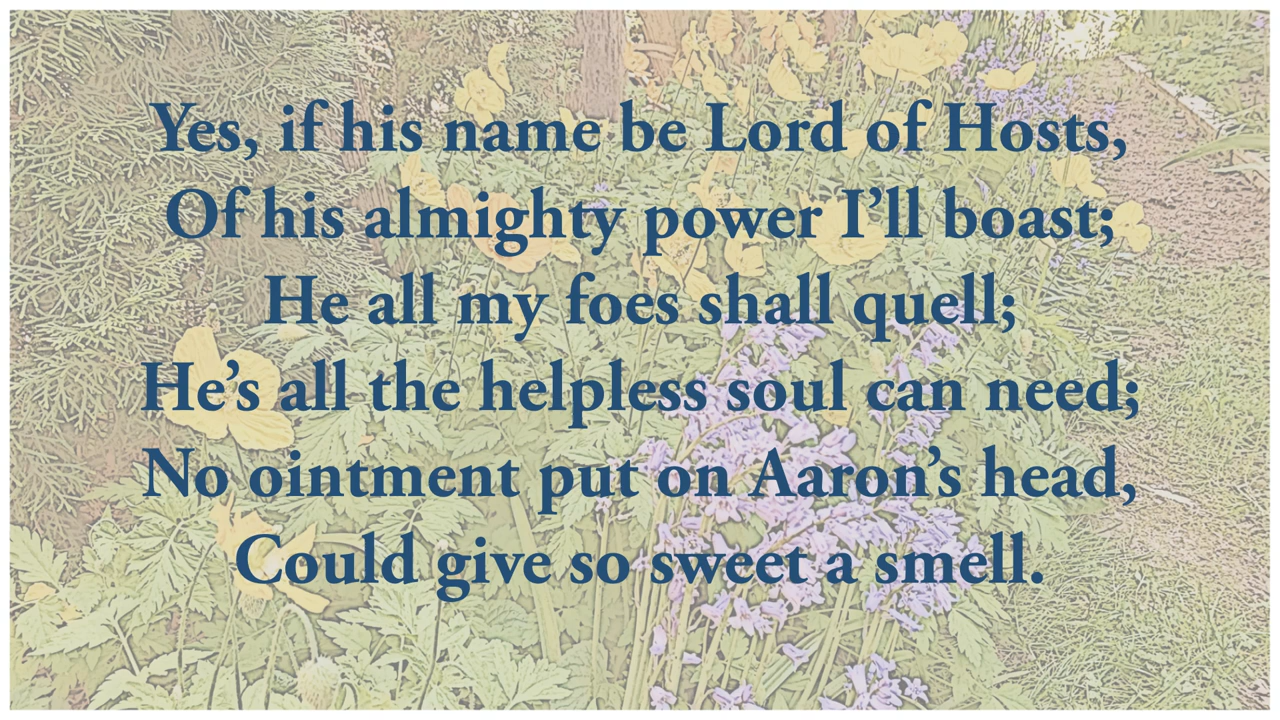 Yes, if his name be Lord of Hosts,
Of his almighty power I’ll boast;
He all my foes shall quell;
He’s all the helpless soul can need;
No ointment put on Aaron’s head,
Could give so sweet a smell.